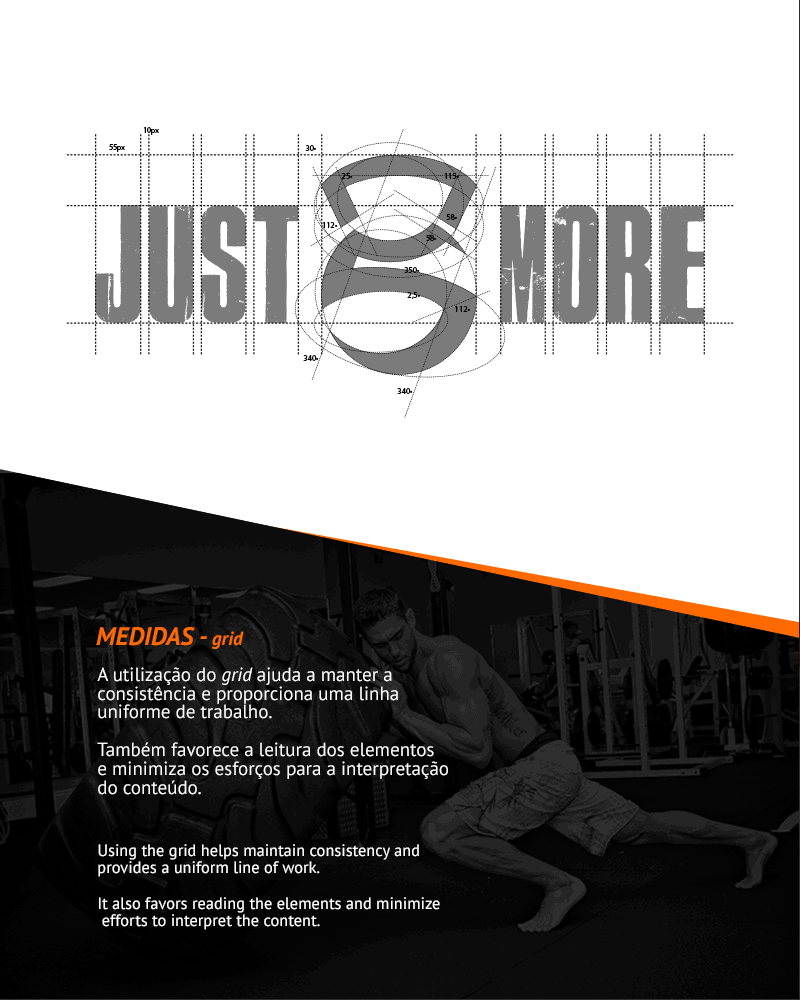 10px
55px
30°
25°
115°
JUST 8 MORE
112°
58°
58°
350°
2,5°
112°
340°
340°
MEDIDAS - grid
A utilização do grid ajuda a manter a
consistência e proporciona uma linha
uniforme de trabalho.
Também favorece a leitura dos elementos
e minimiza os esforços para a interpretação
do conteúdo.
Using the grid helps maintain consistency and
provides a uniform line of work.
It also favors reading the elements and minimize
efforts to interpret the content.